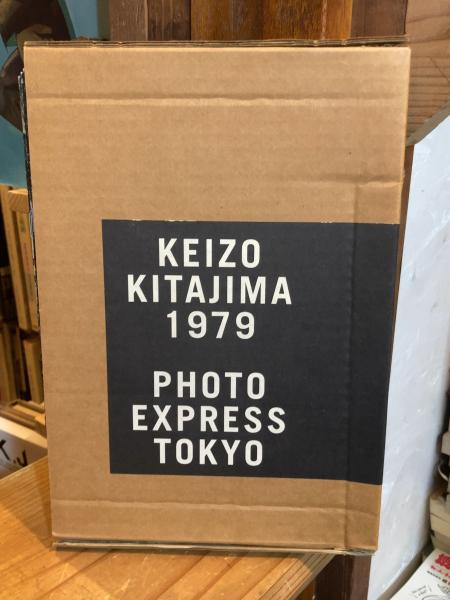 KEIZO
KITAJIMA
1979
PHOTO
EXPRESS
TOKYO